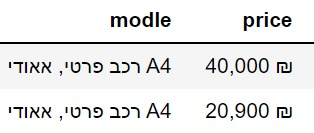 modle price
רכב פרטי, אאודי A4 40,000 ₪
רכב פרטי, אאודי A4 20,900 ₪